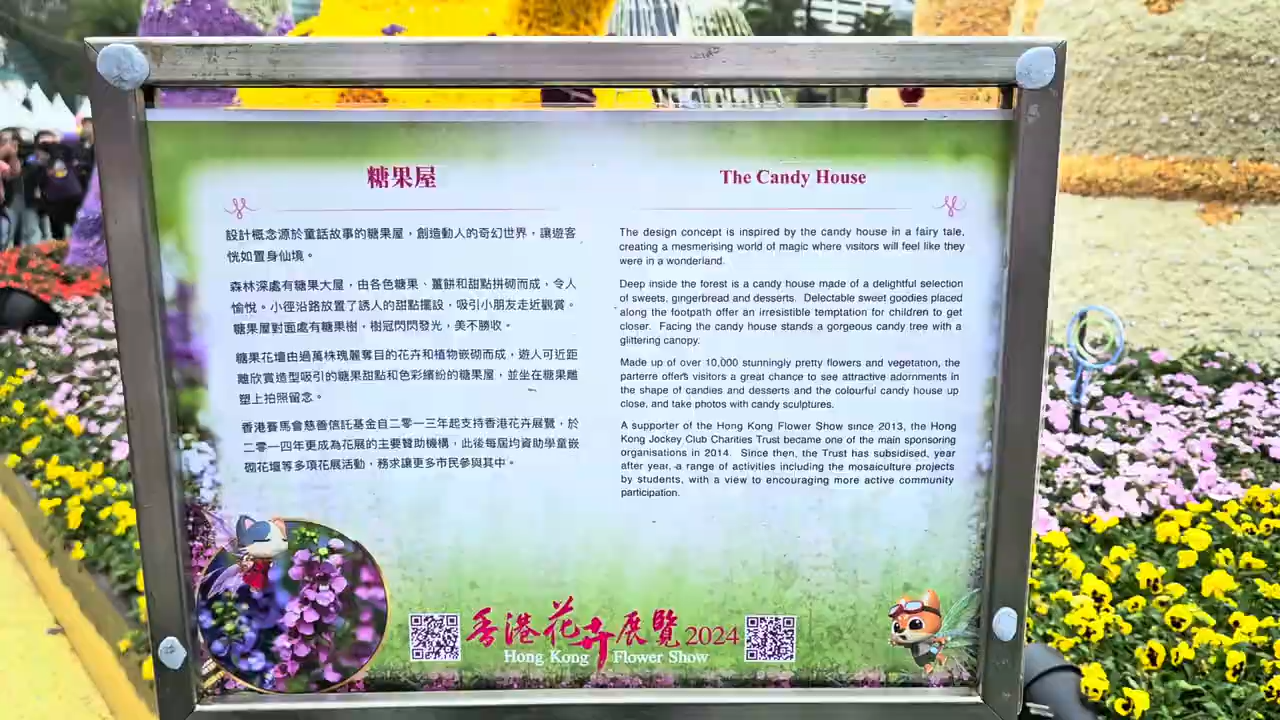 糖果屋
設計概念源於童話故事的糖果屋，創造動人的奇幻世界，讓遊客
恍如置身仙境。
森林深處有糖果大屋，由各色糖果、薑餅和甜點拼砌而成，令人
愉悅。小徑沿路放置了誘人的甜點擺設，吸引小朋友走近觀賞。
糖果屋對面處有糖果樹，樹冠閃閃發光，美不勝收。
糖果花壇由過萬株瑰麗奪目的花卉和植物嵌砌而成，遊人可近距
離欣賞造型吸引的糖果甜點和色彩繽紛的糖果屋，並坐在糖果雕
塑上拍照留念。
香港賽馬會慈善信託基金自二零一三年起支持香港花卉展覽，於
二零一四年更成為花展的主要贊助機構，此後每屆均資助學童嵌
砌花壇等多項花展活動，務求讓更多市民參與其中。
The Candy House
The design concept is inspired by the candy house in a fairy tale,
creating a mesmerising world of magic where visitors will feel like they
were in a wonderland.
Deep inside the forest is a candy house made of a delightful selection
of sweets, gingerbread and desserts. Delectable sweet goodies placed
along the footpath offer an irresistible temptation for children to get
closer. Facing the candy house stands a gorgeous candy tree with a
glittering canopy.
Made up of over 10,000 stunningly pretty flowers and vegetation, the
parterre offers visitors a great chance to see attractive adornments in
the shape of candies and desserts and the colourful candy house up
close, and take photos with candy sculptures.
A supporter of the Hong Kong Flower Show since 2013, the Hong
Kong Jockey Club Charities Trust became one of the main sponsoring
organisations in 2014. Since then, the Trust has subsidised, year
after year, a range of activities including the mosaiculture projects
by students, with a view to encouraging more active community
participation.
香港花卉展覽 2024
Hong Kong Flower Show